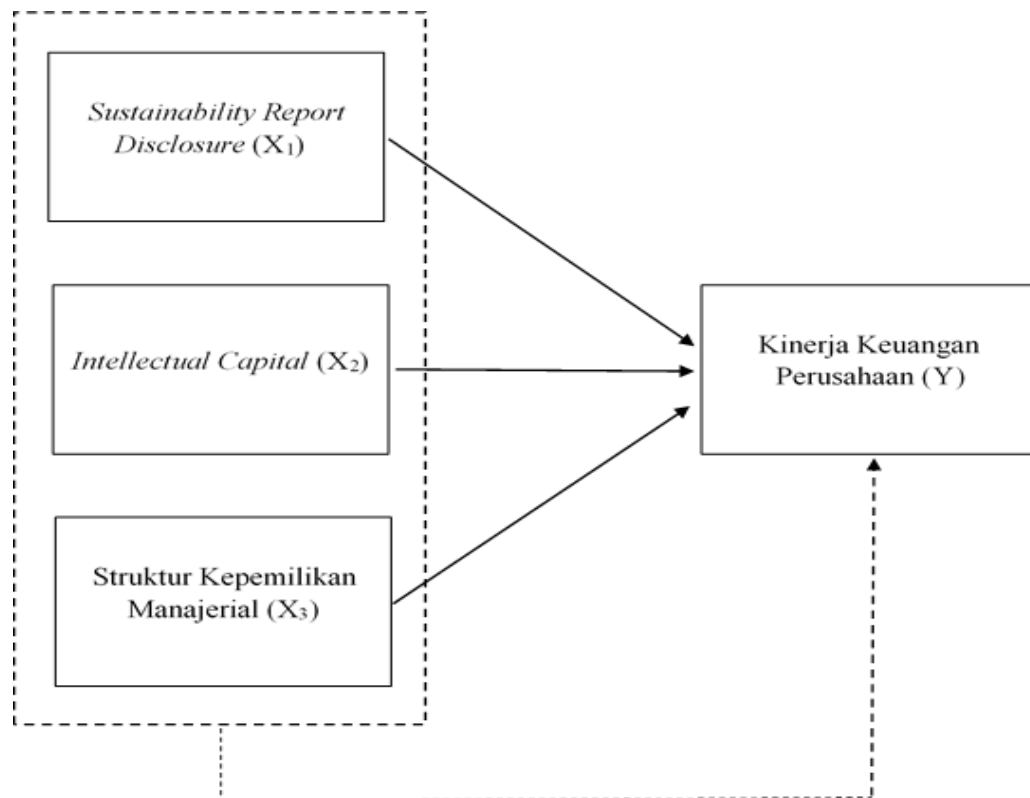 Sustainability Report
Disclosure (X₁)
Intellectual Capital (X₂)
Struktur Kepemilikan
Manajerial (X₃)
Kinerja Keuangan
Perusahaan (Y)